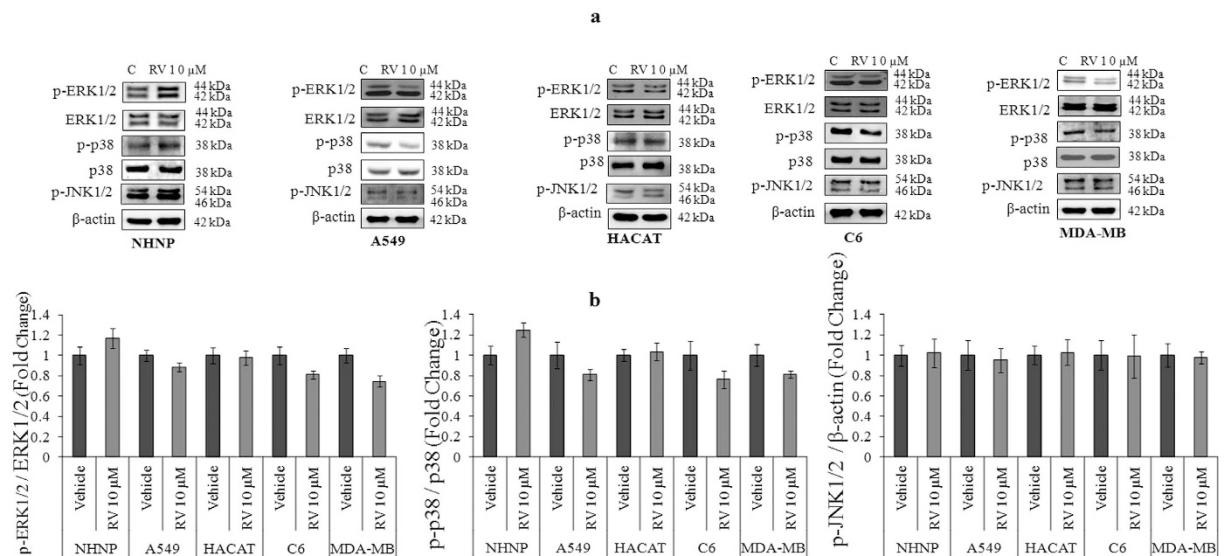 a
C RV 10 µM
p-ERK1/2 44 kDa
42 kDa
ERK1/2 44 kDa
42 kDa
p-p38 38 kDa
p38 38 kDa
p-JNK1/2 54 kDa
46 kDa
β-actin 42 kDa
NHNP
C RV 10 µM
p-ERK1/2 44 kDa
42 kDa
ERK1/2 44 kDa
42 kDa
p-p38 38 kDa
p38 38 kDa
p-JNK1/2 54 kDa
46 kDa
β-actin 42 kDa
A549
C RV 10 µM
p-ERK1/2 44 kDa
42 kDa
ERK1/2 44 kDa
42 kDa
p-p38 38 kDa
p38 38 kDa
p-JNK1/2 54 kDa
46 kDa
β-actin 42 kDa
HACAT
C RV 10 µM
p-ERK1/2 44 kDa
42 kDa
ERK1/2 44 kDa
42 kDa
p-p38 38 kDa
p38 38 kDa
p-JNK1/2 54 kDa
46 kDa
β-actin 42 kDa
C6
C RV 10 µM
p-ERK1/2 44 kDa
42 kDa
ERK1/2 44 kDa
42 kDa
p-p38 38 kDa
p38 38 kDa
p-JNK1/2 54 kDa
46 kDa
β-actin 42 kDa
MDA-MB
b
p-ERK1/2 / ERK1/2 (Fold Change)
1.4
1.2
1
0.8
0.6
0.4
0.2
0
Vehicle
RV 10 µM
Vehicle
RV 10 µM
Vehicle
RV 10 µM
Vehicle
RV 10 µM
Vehicle
RV 10 µM
NHNP A549 HACAT C6 MDA-MB
p-p38 / p38 (Fold Change)
1.4
1.2
1
0.8
0.6
0.4
0.2
0
Vehicle
RV 10 µM
Vehicle
RV 10 µM
Vehicle
RV 10 µM
Vehicle
RV 10 µM
Vehicle
RV 10 µM
NHNP A549 HACAT C6 MDA-MB
p-JNK1/2 / β-actin (Fold Change)
1.4
1.2
1
0.8
0.6
0.4
0.2
0
Vehicle
RV 10 µM
Vehicle
RV 10 µM
Vehicle
RV 10 µM
Vehicle
RV 10 µM
Vehicle
RV 10 µM
NHNP A549 HACAT C6 MDA-MB